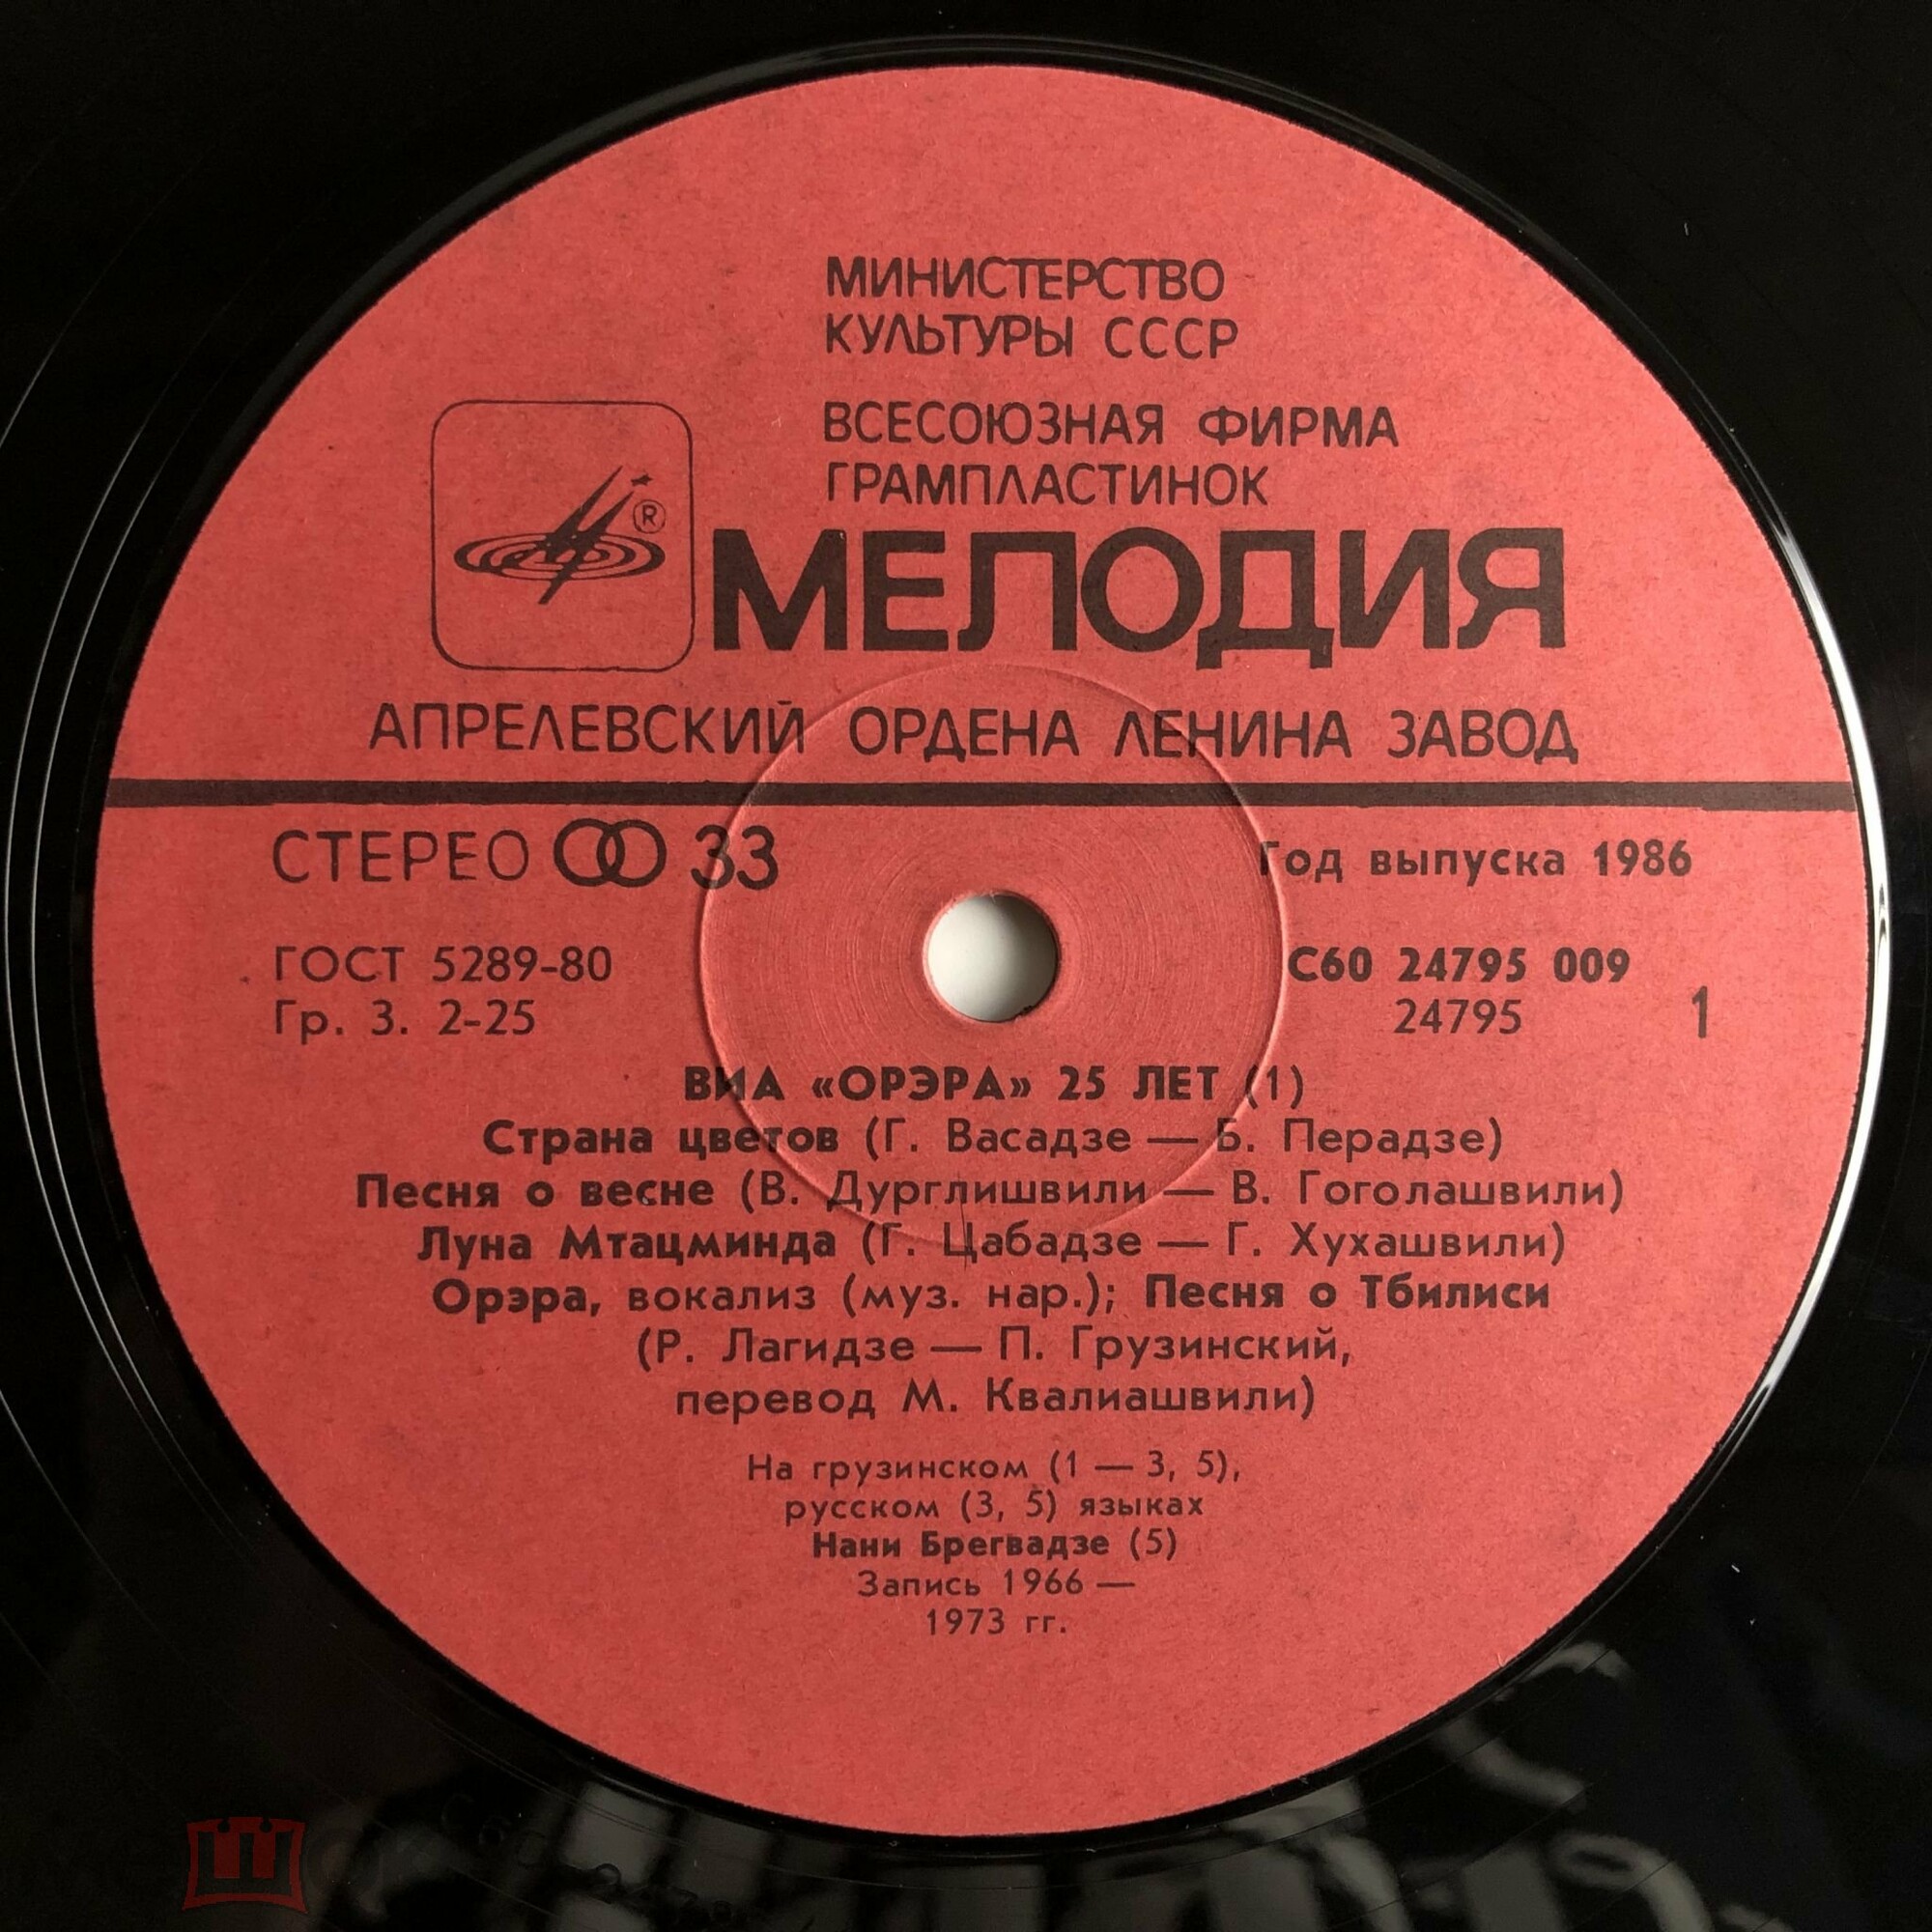 МИНИСТЕРСТВО
КУЛЬТУРЫ СССР
ВСЕСОЮЗНАЯ ФИРМА
ГРАМПЛАСТИНОК
®
МЕЛОДИЯ
АПРЕЛЕВСКИЙ ОРДЕНА ЛЕНИНА ЗАВОД
СТЕРЕО 33
Год выпуска 1986
ГОСТ 5289-80
С60 24795 009
Гр. 3. 2-25
24795
1
ВИА «ОРЭРА» 25 ЛЕТ (1)
Страна цветов (Г. Васадзе — Б. Перадзе)
Песня о весне (В. Дурглишвили — В. Гоголашвили)
Луна Мтацминда (Г. Цабадзе — Г. Хухашвили)
Орэра, вокализ (муз. нар.); Песня о Тбилиси
(Р. Лагидзе — П. Грузинский,
перевод М. Квалиашвили)
На грузинском (1 — 3, 5),
русском (3, 5) языках
Нани Брегвадзе (5)
Запись 1966 —
1973 гг.